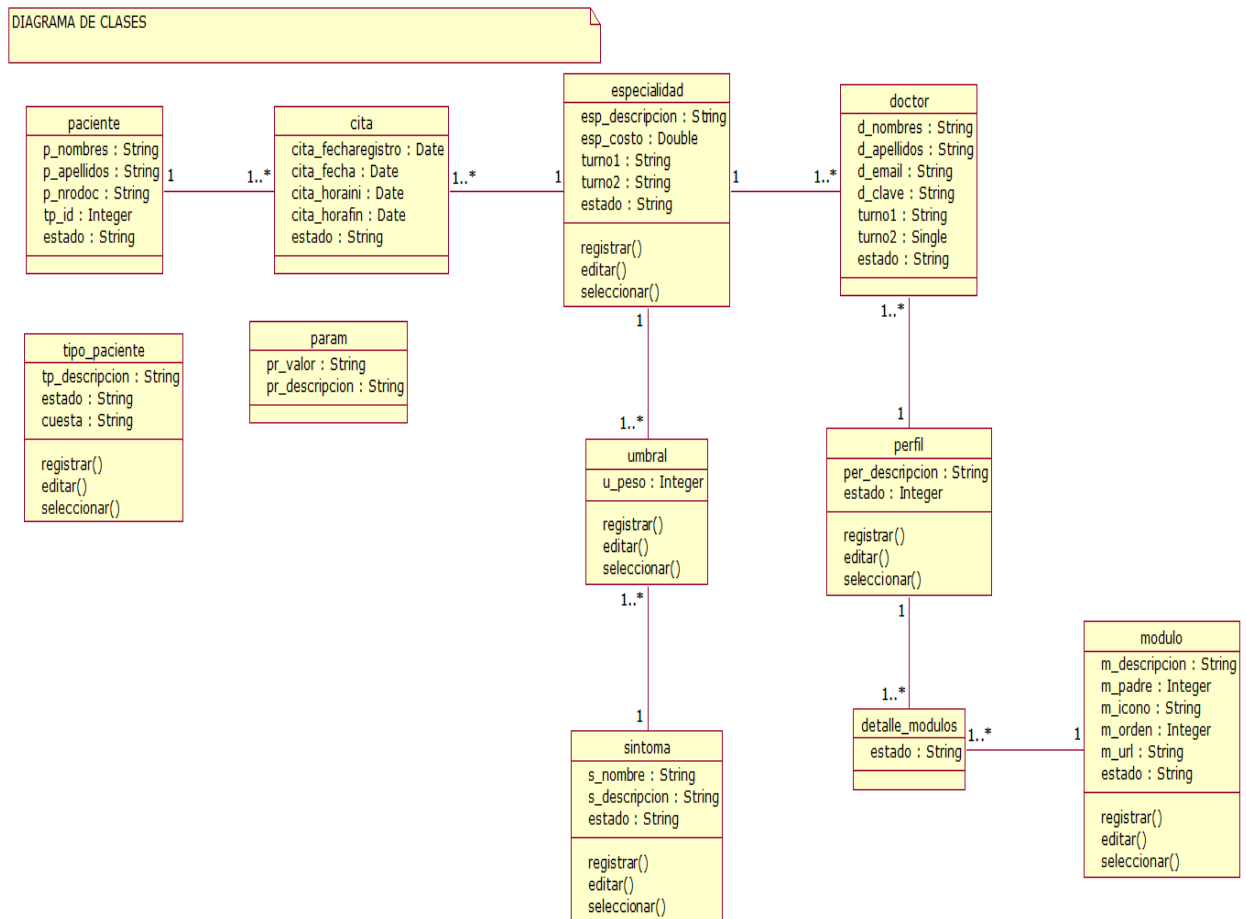 DIAGRAMA DE CLASES
paciente
p_nombres : String
p_apellidos : String
p_nrodoc : String
tp_id : Integer
estado : String
1
1..*
cita
cita_fecharegistro : Date
cita_fecha : Date
cita_horaini : Date
cita_horafin : Date
estado : String
1..*
1
especialidad
esp_descripcion : String
esp_costo : Double
turno1 : String
turno2 : String
estado : String
registrar()
editar()
seleccionar()
1
1..*
doctor
d_nombres : String
d_apellidos : String
d_email : String
d_clave : String
turno1 : String
turno2 : Single
estado : String
tipo_paciente
tp_descripcion : String
estado : String
cuesta : String
registrar()
editar()
seleccionar()
param
pr_valor : String
pr_descripcion : String
1
1..*
umbral
u_peso : Integer
registrar()
editar()
seleccionar()
1..*
1
sintoma
s_nombre : String
s_descripcion : String
estado : String
registrar()
editar()
seleccionar()
1..*
1
perfil
per_descripcion : String
estado : Integer
registrar()
editar()
seleccionar()
1
1..*
detalle_modulos
estado : String
1..*
1
modulo
m_descripcion : String
m_padre : Integer
m_icono : String
m_orden : Integer
m_url : String
estado : String
registrar()
editar()
seleccionar()